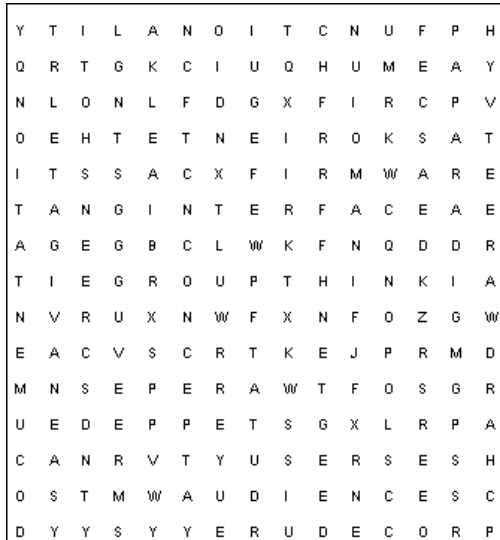 Y T I L A N O I T C N U F P H
Q R T G K C I U Q H U M E A Y
N L O N L F D G X F I R C P V
O E H T E T N E I R O K S A T
I T S S A C X F I R M W A R E
T A N G I N T E R F A C E A E
A G E G B C L W K F N Q D D R
T I E G R O U P T H I N K I A
N V R U X N W F X N F O Z G W
E A C V S C R T K E J P R M D
M N S E P E R A W T F O S G R
U E D E P P E T S G X L R P A
C A N R V T Y U S E R S E S H
O S T M W A U D I E N C E S C
D Y Y S Y Y E R U D E C O R P